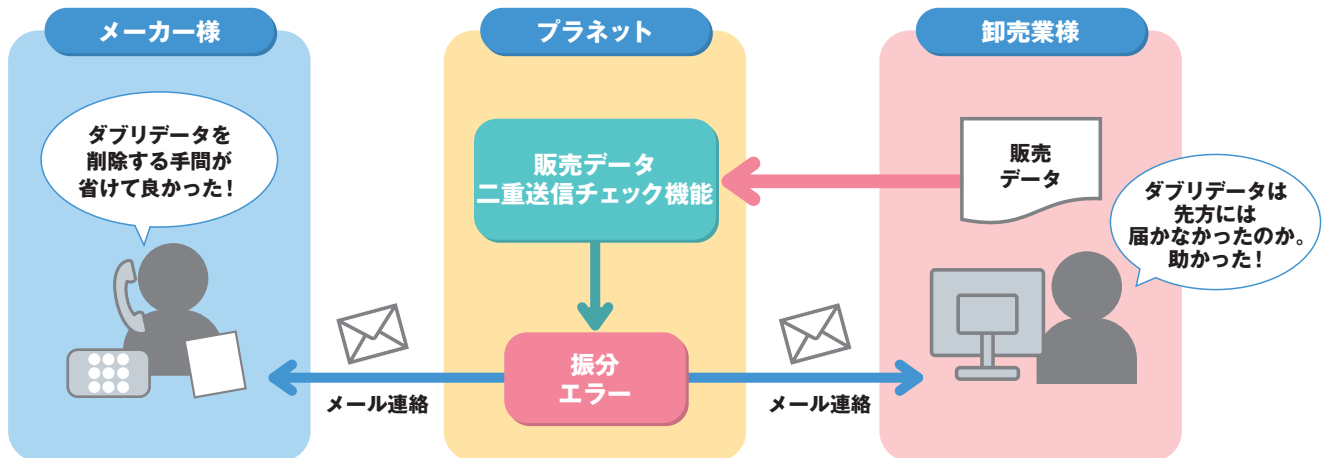 メーカー様
プラネット
卸売業様
ダブリデータを
削除する手間が
省けて良かった！
販売データ
二重送信チェック機能
販売
データ
ダブリデータは
先方には
届かなかったのか。
助かった！
振分
エラー
メール連絡
メール連絡